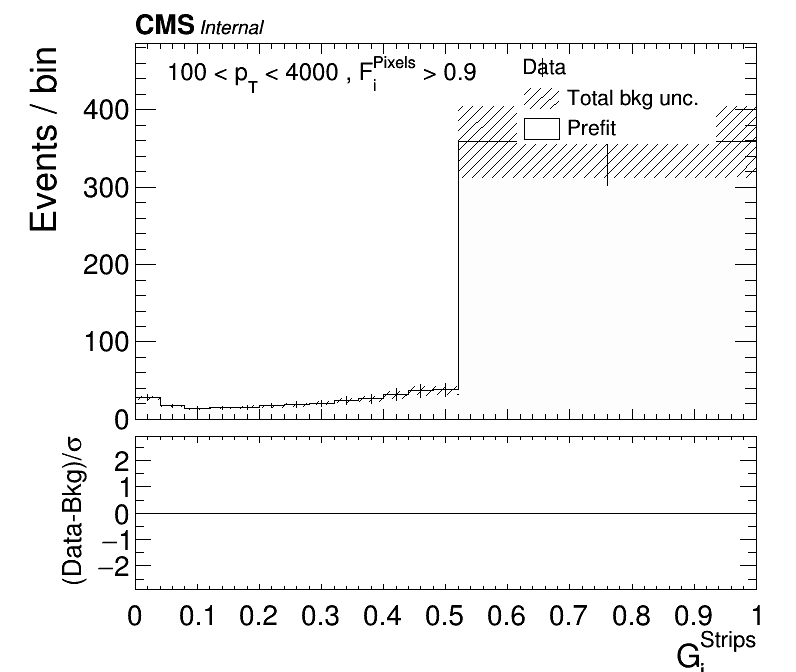 CMS Internal
100 < p_T < 4000 , F_i^Pixels > 0.9
Data
Total bkg unc.
Prefit
Events / bin
400
300
200
100
0
(Data-Bkg)/σ
2
1
0
−1
−2
0 0.1 0.2 0.3 0.4 0.5 0.6 0.7 0.8 0.9 1
G_i^Strips